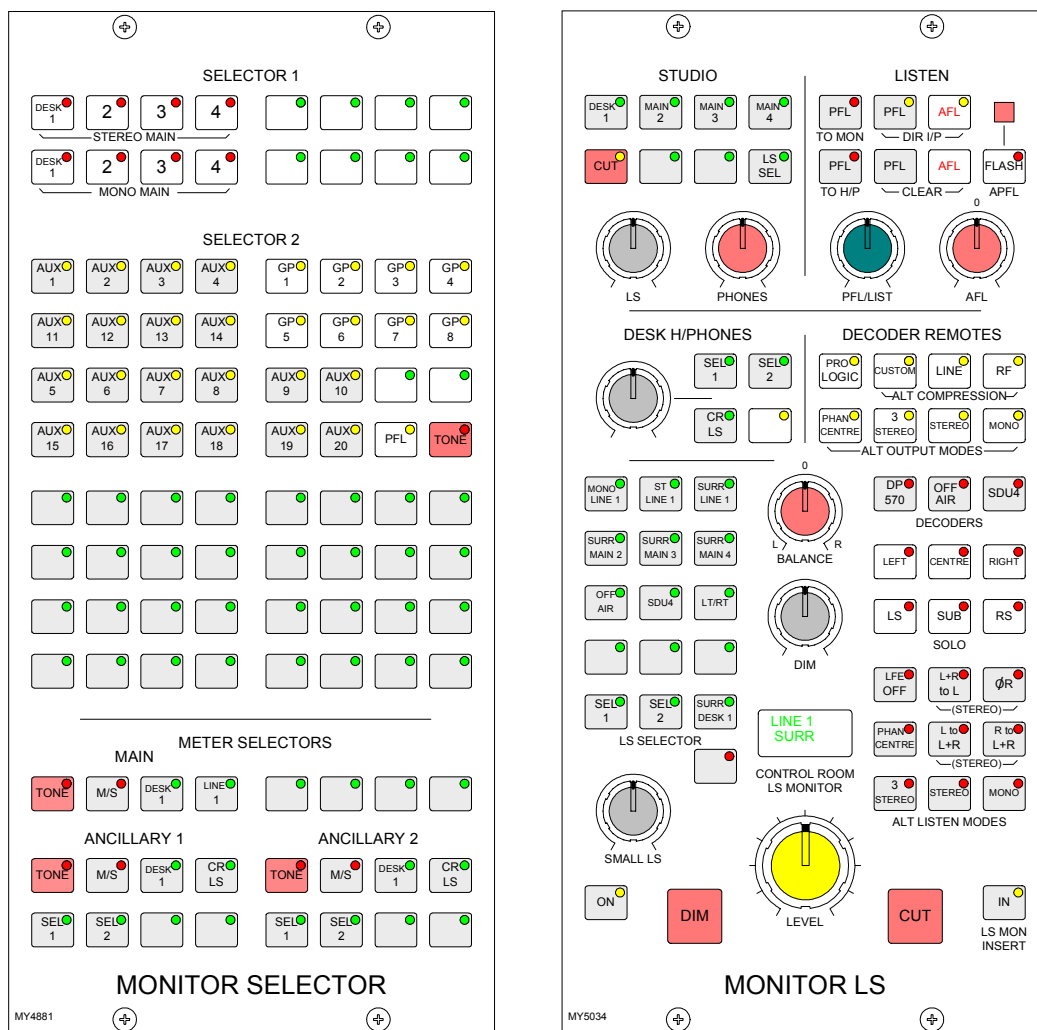 SELECTOR 1
DESK 1 2 3 4
STEREO MAIN
DESK 1 2 3 4
MONO MAIN
SELECTOR 2
AUX 1 AUX 2 AUX 3 AUX 4 GP 1 GP 2 GP 3 GP 4
AUX 11 AUX 12 AUX 13 AUX 14 GP 5 GP 6 GP 7 GP 8
AUX 5 AUX 6 AUX 7 AUX 8 AUX 9 AUX 10
AUX 15 AUX 16 AUX 17 AUX 18 AUX 19 AUX 20 PFL TONE
METER SELECTORS
MAIN
TONE M/S DESK 1 LINE 1
ANCILLARY 1 ANCILLARY 2
TONE M/S DESK 1 CR LS TONE M/S DESK 1 CR LS
SEL 1 SEL 2 SEL 1 SEL 2
MONITOR SELECTOR
MY4881
STUDIO LISTEN
DESK 1 MAIN 2 MAIN 3 MAIN 4 PFL PFL AFL
TO MON DIR I/P
CUT LS SEL PFL PFL AFL FLASH
TO H/P CLEAR APFL
0
LS PHONES PFL/LIST AFL
DESK H/PHONES DECODER REMOTES
SEL 1 SEL 2 PRO LOGIC CUSTOM LINE RF
ALT COMPRESSION
CR LS PHAN CENTRE 3 STEREO STEREO MONO
ALT OUTPUT MODES
0
MONO LINE 1 ST LINE 1 SURR LINE 1 DP 570 OFF AIR SDU4
DECODERS
SURR MAIN 2 SURR MAIN 3 SURR MAIN 4 L R LEFT CENTRE RIGHT
BALANCE
OFF AIR SDU4 LT/RT LS SUB RS
SOLO
DIM
LFE OFF L+R to L ØR
(STEREO)
SEL 1 SEL 2 SURR DESK 1 LINE 1 SURR PHAN CENTRE L to L+R R to L+R
LS SELECTOR (STEREO)
CONTROL ROOM
LS MONITOR
3 STEREO STEREO MONO
ALT LISTEN MODES
SMALL LS
ON DIM LEVEL CUT IN
LS MON
INSERT
MONITOR LS
MY5034